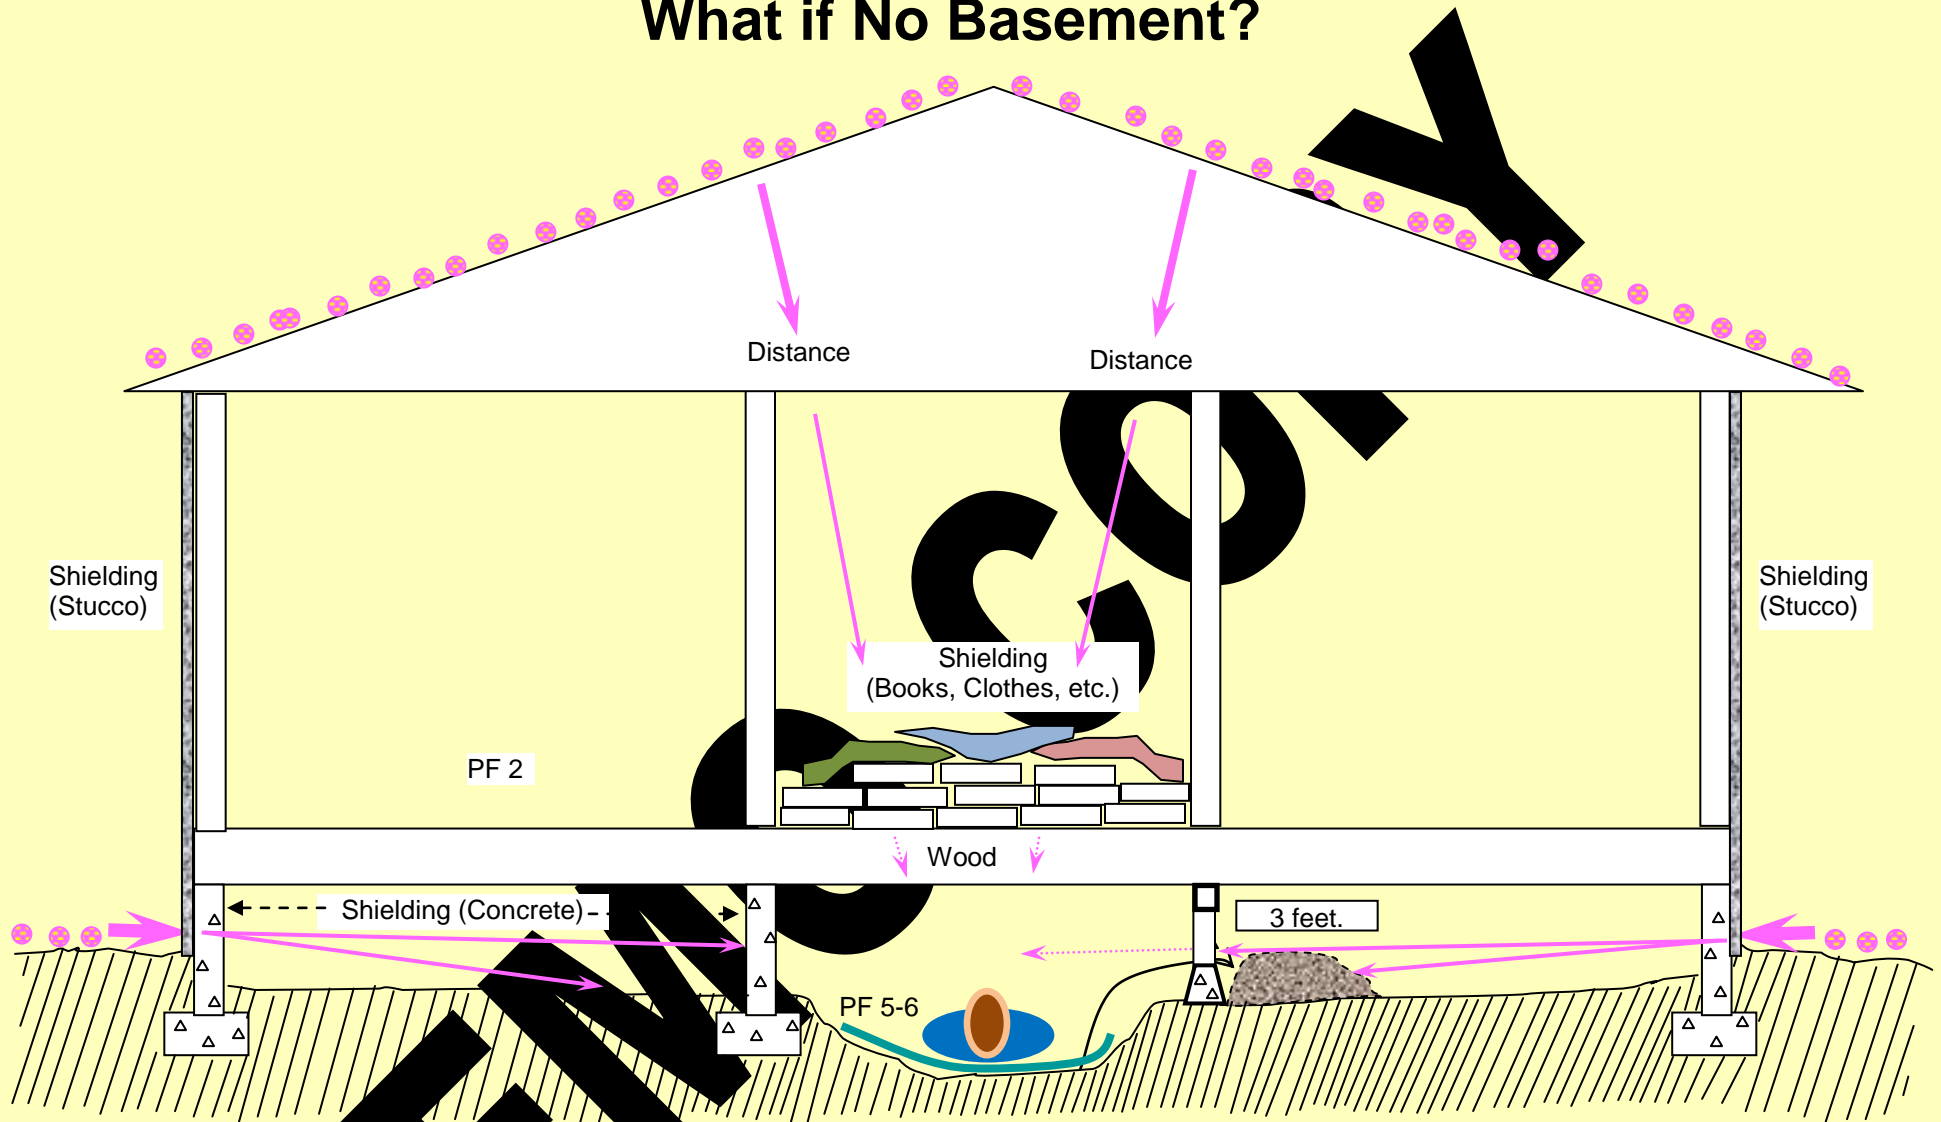 What if No Basement?
Distance
Distance
Shielding
(Stucco)
Shielding
(Stucco)
Shielding
(Books, Clothes, etc.)
PF 2
Wood
Shielding (Concrete)
3 feet.
PF 5-6